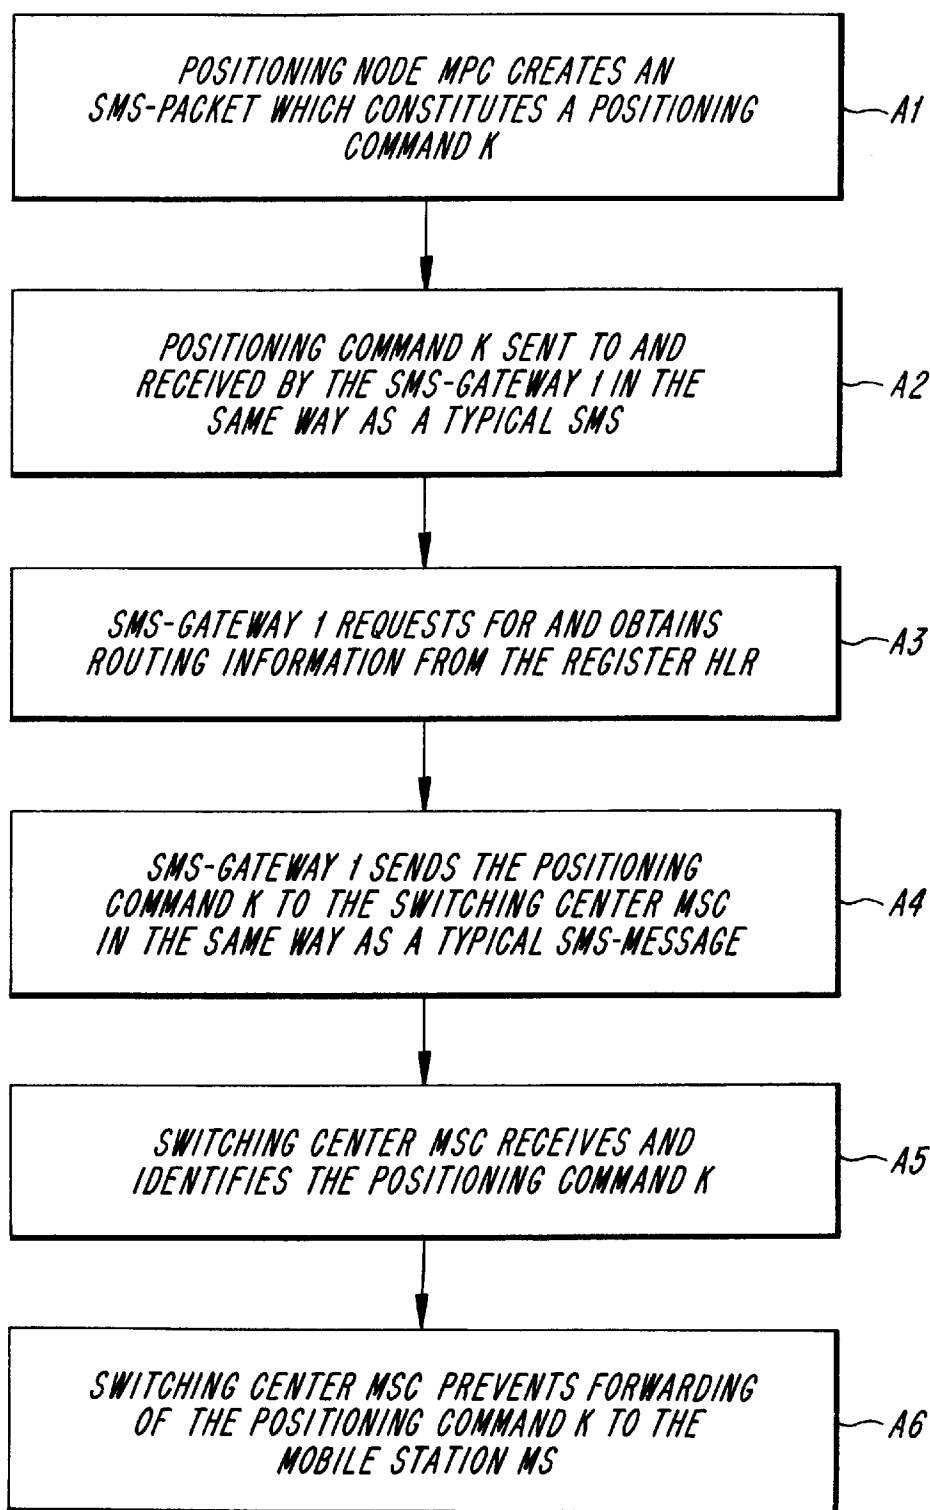 POSITIONING NODE MPC CREATES AN
SMS-PACKET WHICH CONSTITUTES A POSITIONING
COMMAND K
A1
POSITIONING COMMAND K SENT TO AND
RECEIVED BY THE SMS-GATEWAY 1 IN THE
SAME WAY AS A TYPICAL SMS
A2
SMS-GATEWAY 1 REQUESTS FOR AND OBTAINS
ROUTING INFORMATION FROM THE REGISTER HLR
A3
SMS-GATEWAY 1 SENDS THE POSITIONING
COMMAND K TO THE SWITCHING CENTER MSC
IN THE SAME WAY AS A TYPICAL SMS-MESSAGE
A4
SWITCHING CENTER MSC RECEIVES AND
IDENTIFIES THE POSITIONING COMMAND K
A5
SWITCHING CENTER MSC PREVENTS FORWARDING
OF THE POSITIONING COMMAND K TO THE
MOBILE STATION MS
A6